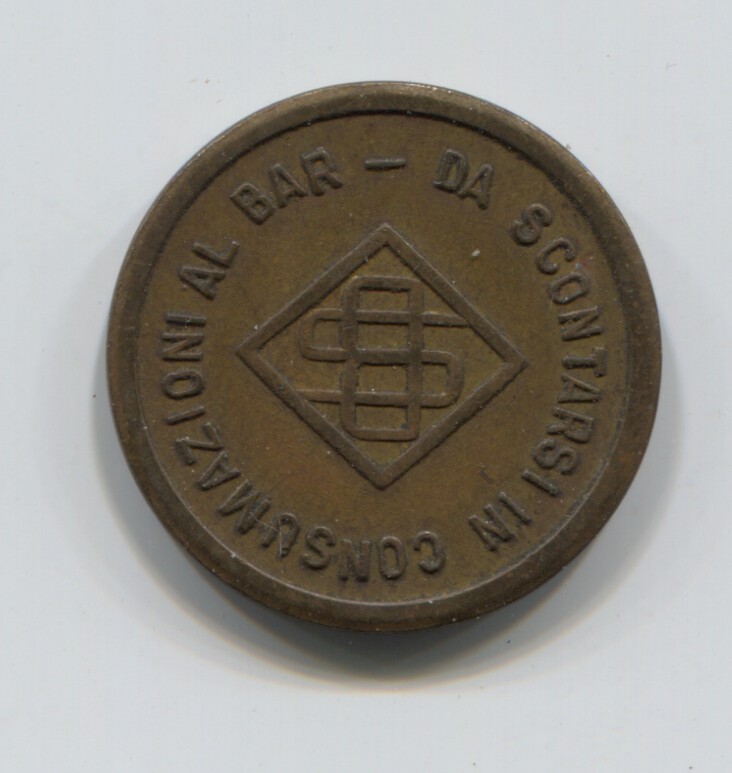 DA SCONTARSI IN CONSUMAZIONI AL BAR –